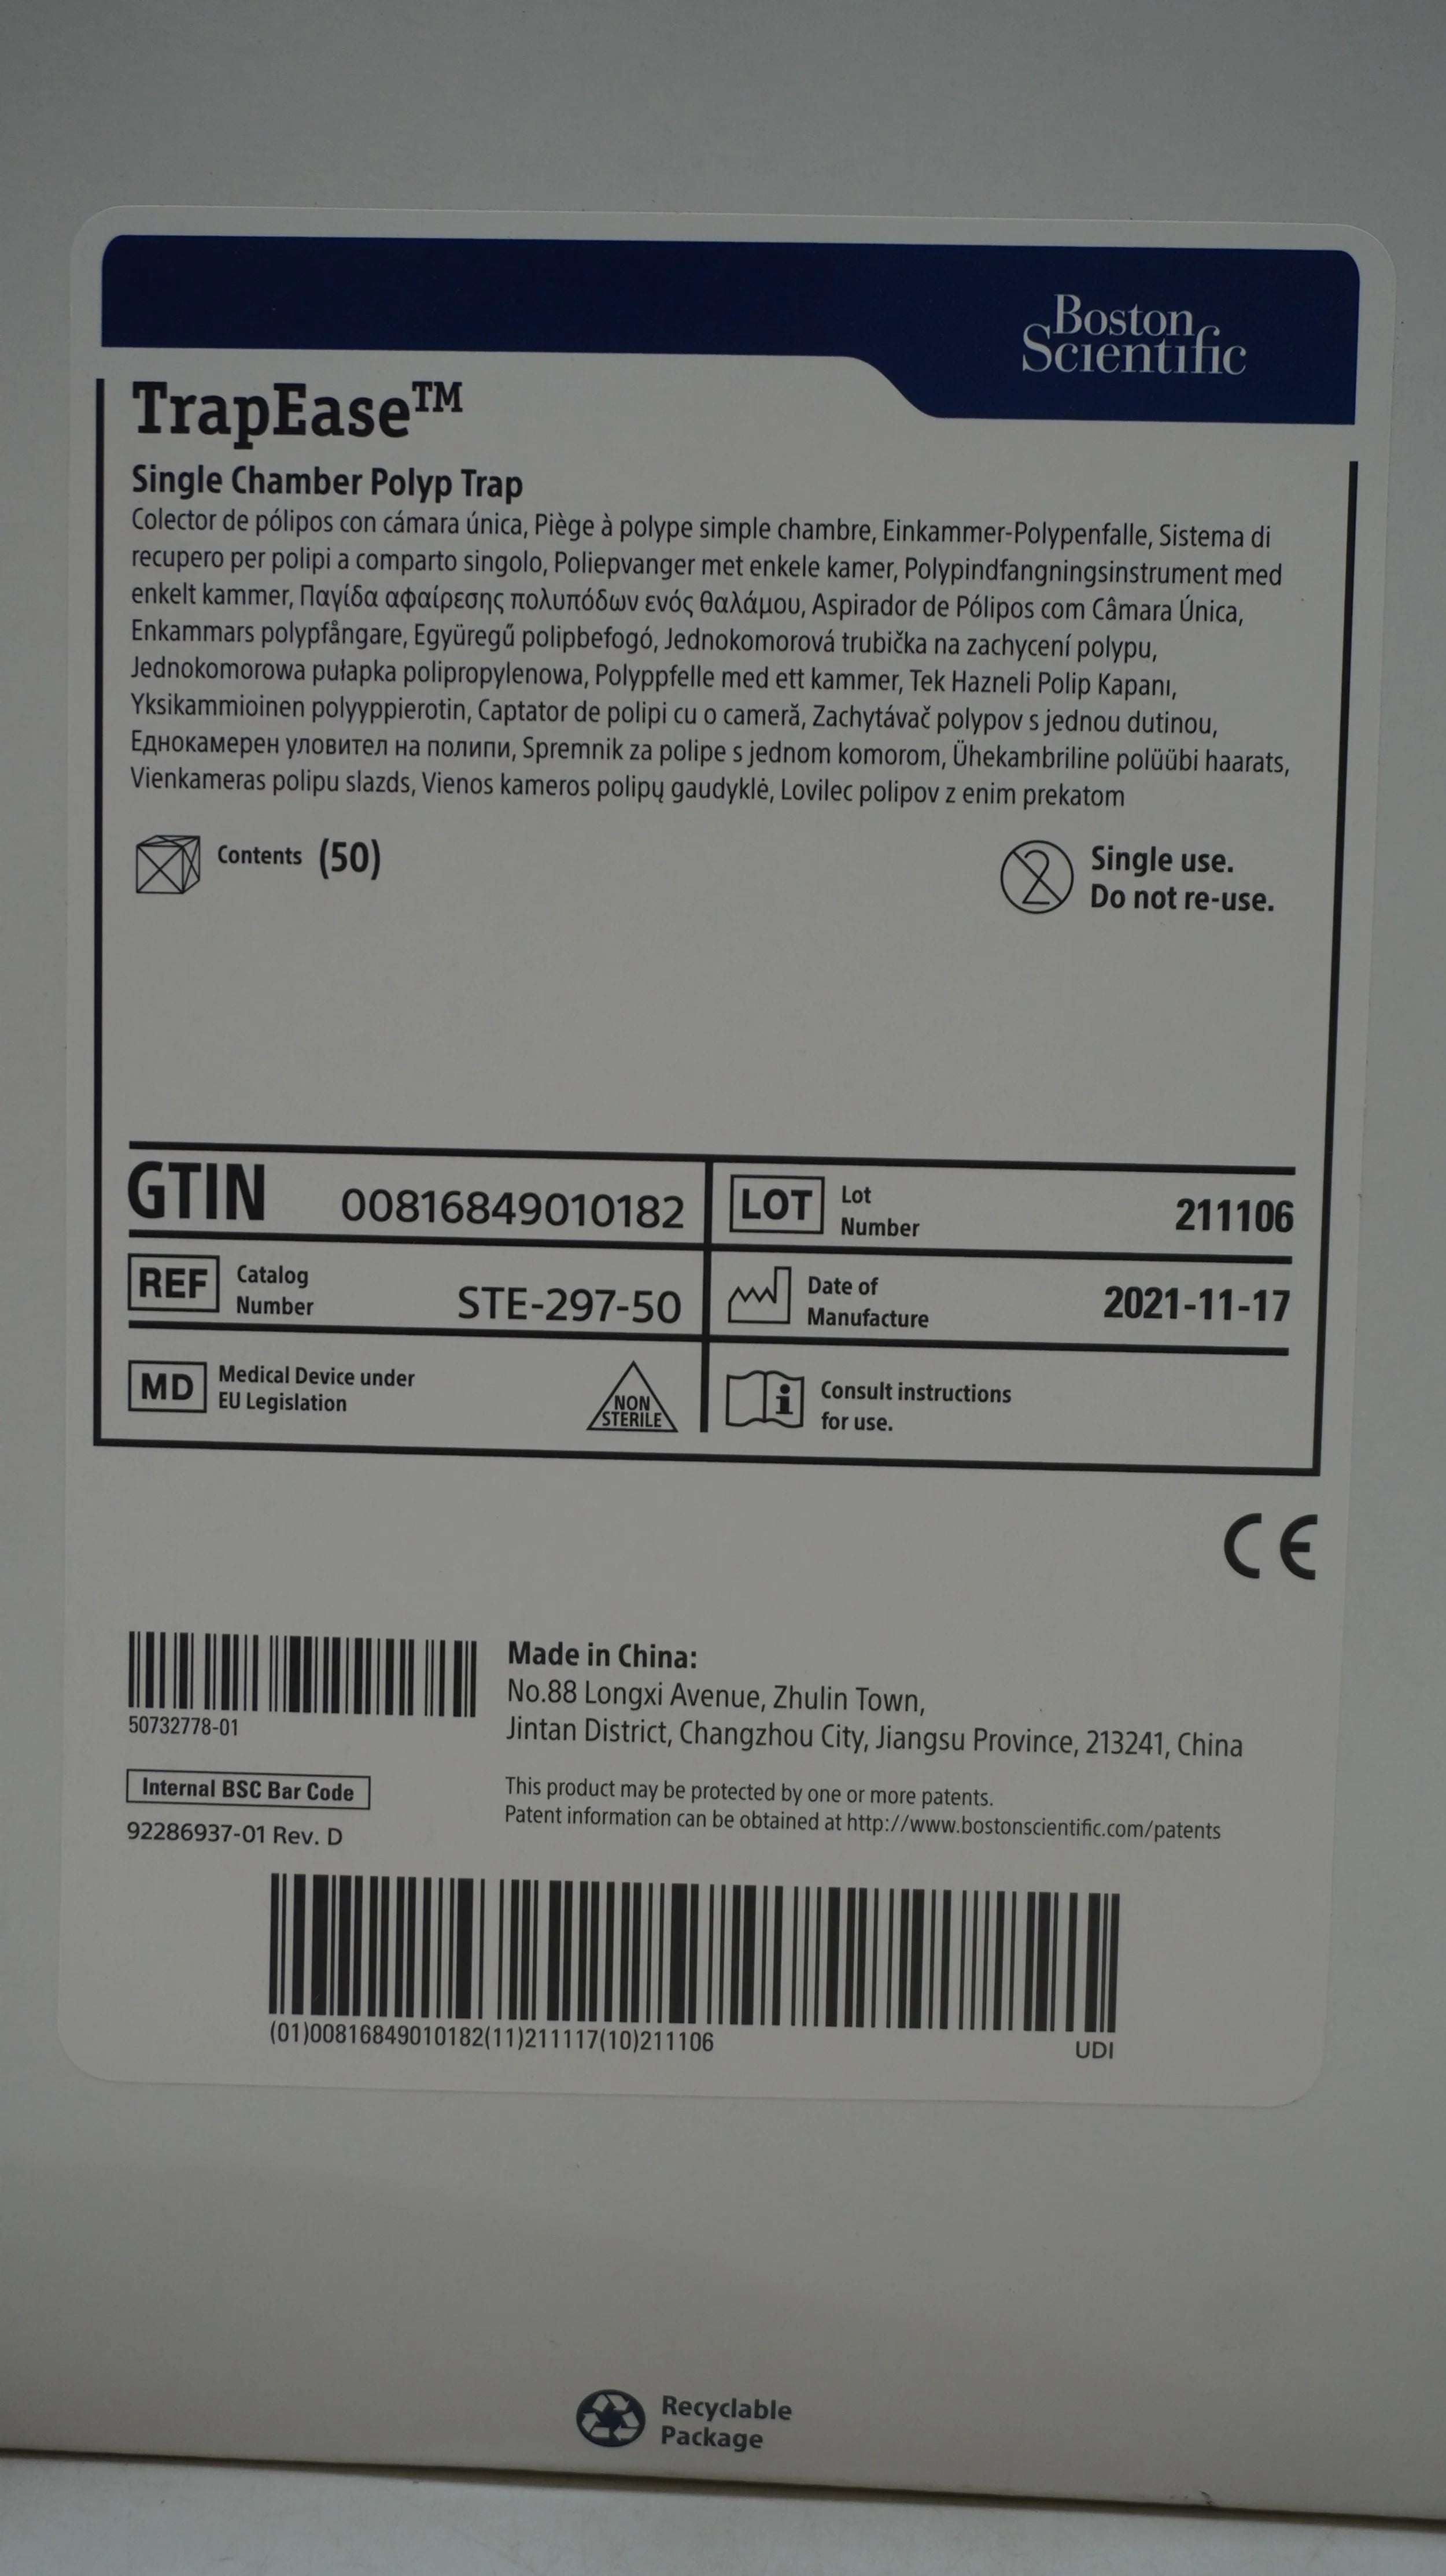 Boston
Scientific
TrapEase™
Single Chamber Polyp Trap
Colector de pólipos con cámara única, Piège à polype simple chambre, Einkammer-Polypenfalle, Sistema di
recupero per polipi a comparto singolo, Poliepvanger met enkele kamer, Polypindfangningsinstrument med
enkelt kammer, Παγίδα αφαίρεσης πολυπόδων ενός θαλάμου, Aspirador de Pólipos com Câmara Única,
Enkammars polypfångare, Együregű polipbefogó, Jednokomorová trubička na zachycení polypu,
Jednokomorowa pułapka polipropylenowa, Polyppfelle med ett kammer, Tek Hazneli Polip Kapanı,
Yksikammioinen polyyppierotin, Captator de polipi cu o cameră, Zachytávač polypov s jednou dutinou,
Еднокамерен уловител на полипи, Spremnik za polipe s jednom komorom, Ühekambriline polüübi haarats,
Vienkameras polipu slazds, Vienos kameros polipų gaudyklė, Lovilec polipov z enim prekatom
Contents (50)
2
Single use.
Do not re-use.
GTIN 00816849010182
LOT Lot
Number 211106
REF Catalog
Number STE-297-50
Date of
Manufacture 2021-11-17
MD Medical Device under
EU Legislation
NON
STERILE
i Consult instructions
for use.
CE
50732778-01
Internal BSC Bar Code
92286937-01 Rev. D
Made in China:
No.88 Longxi Avenue, Zhulin Town,
Jintan District, Changzhou City, Jiangsu Province, 213241, China
This product may be protected by one or more patents.
Patent information can be obtained at http://www.bostonscientific.com/patents
(01)00816849010182(11)211117(10)211106
UDI
Recyclable
Package